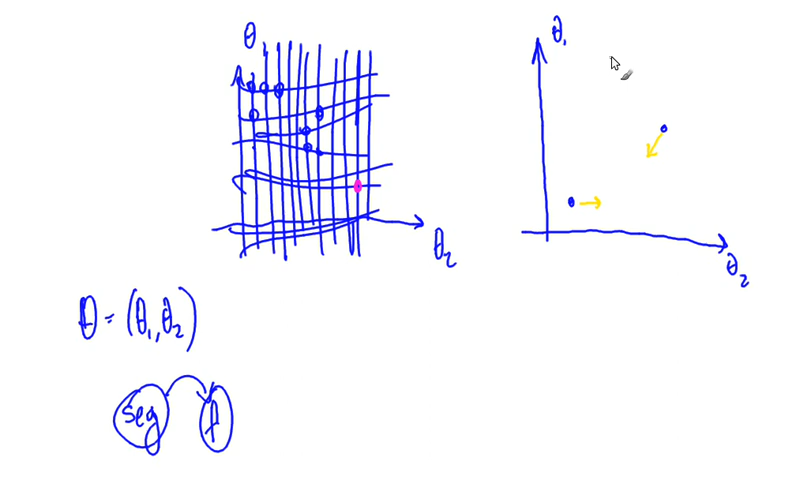 θ₁
θ₁
θ₂
θ₂
θ = (θ₁, θ₂)
seg
f